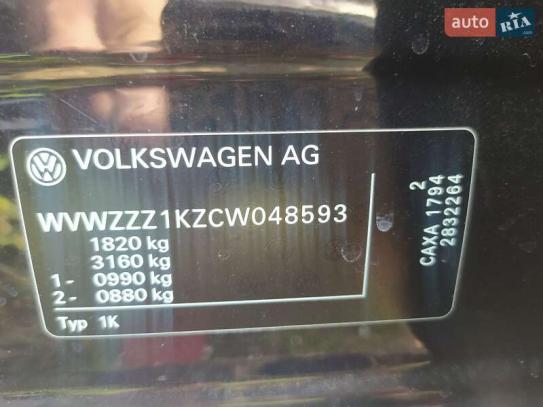 auto RIA.com
VOLKSWAGEN AG
WVWZZZ1KZCW048593
1820 kg
3160 kg
1- 0990 kg
2- 0880 kg
Typ 1K
2
CAXA 1794
2832264